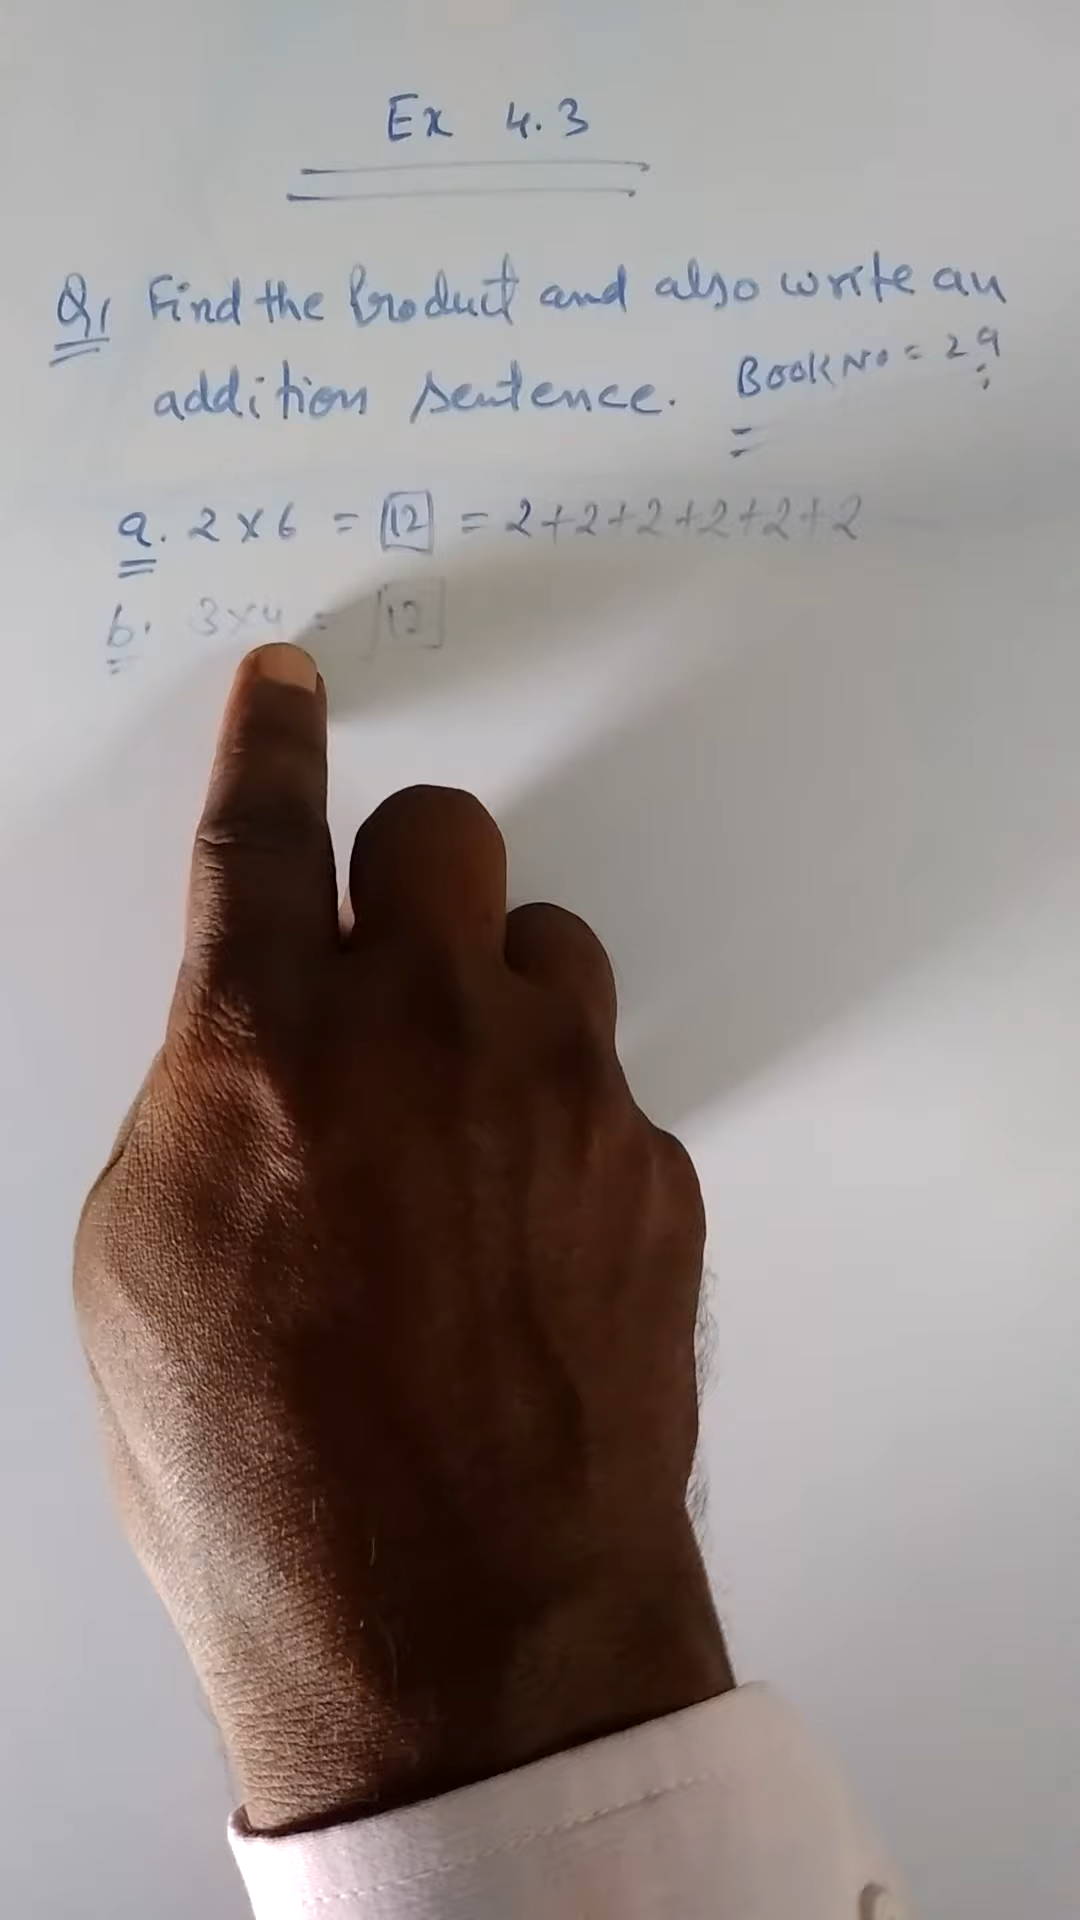 Ex 4.3
Q1 Find the Product and also write an
addition sentence. Book No = 29
a. 2 x 6 = 12 = 2+2+2+2+2+2
b. 3x4 = 12